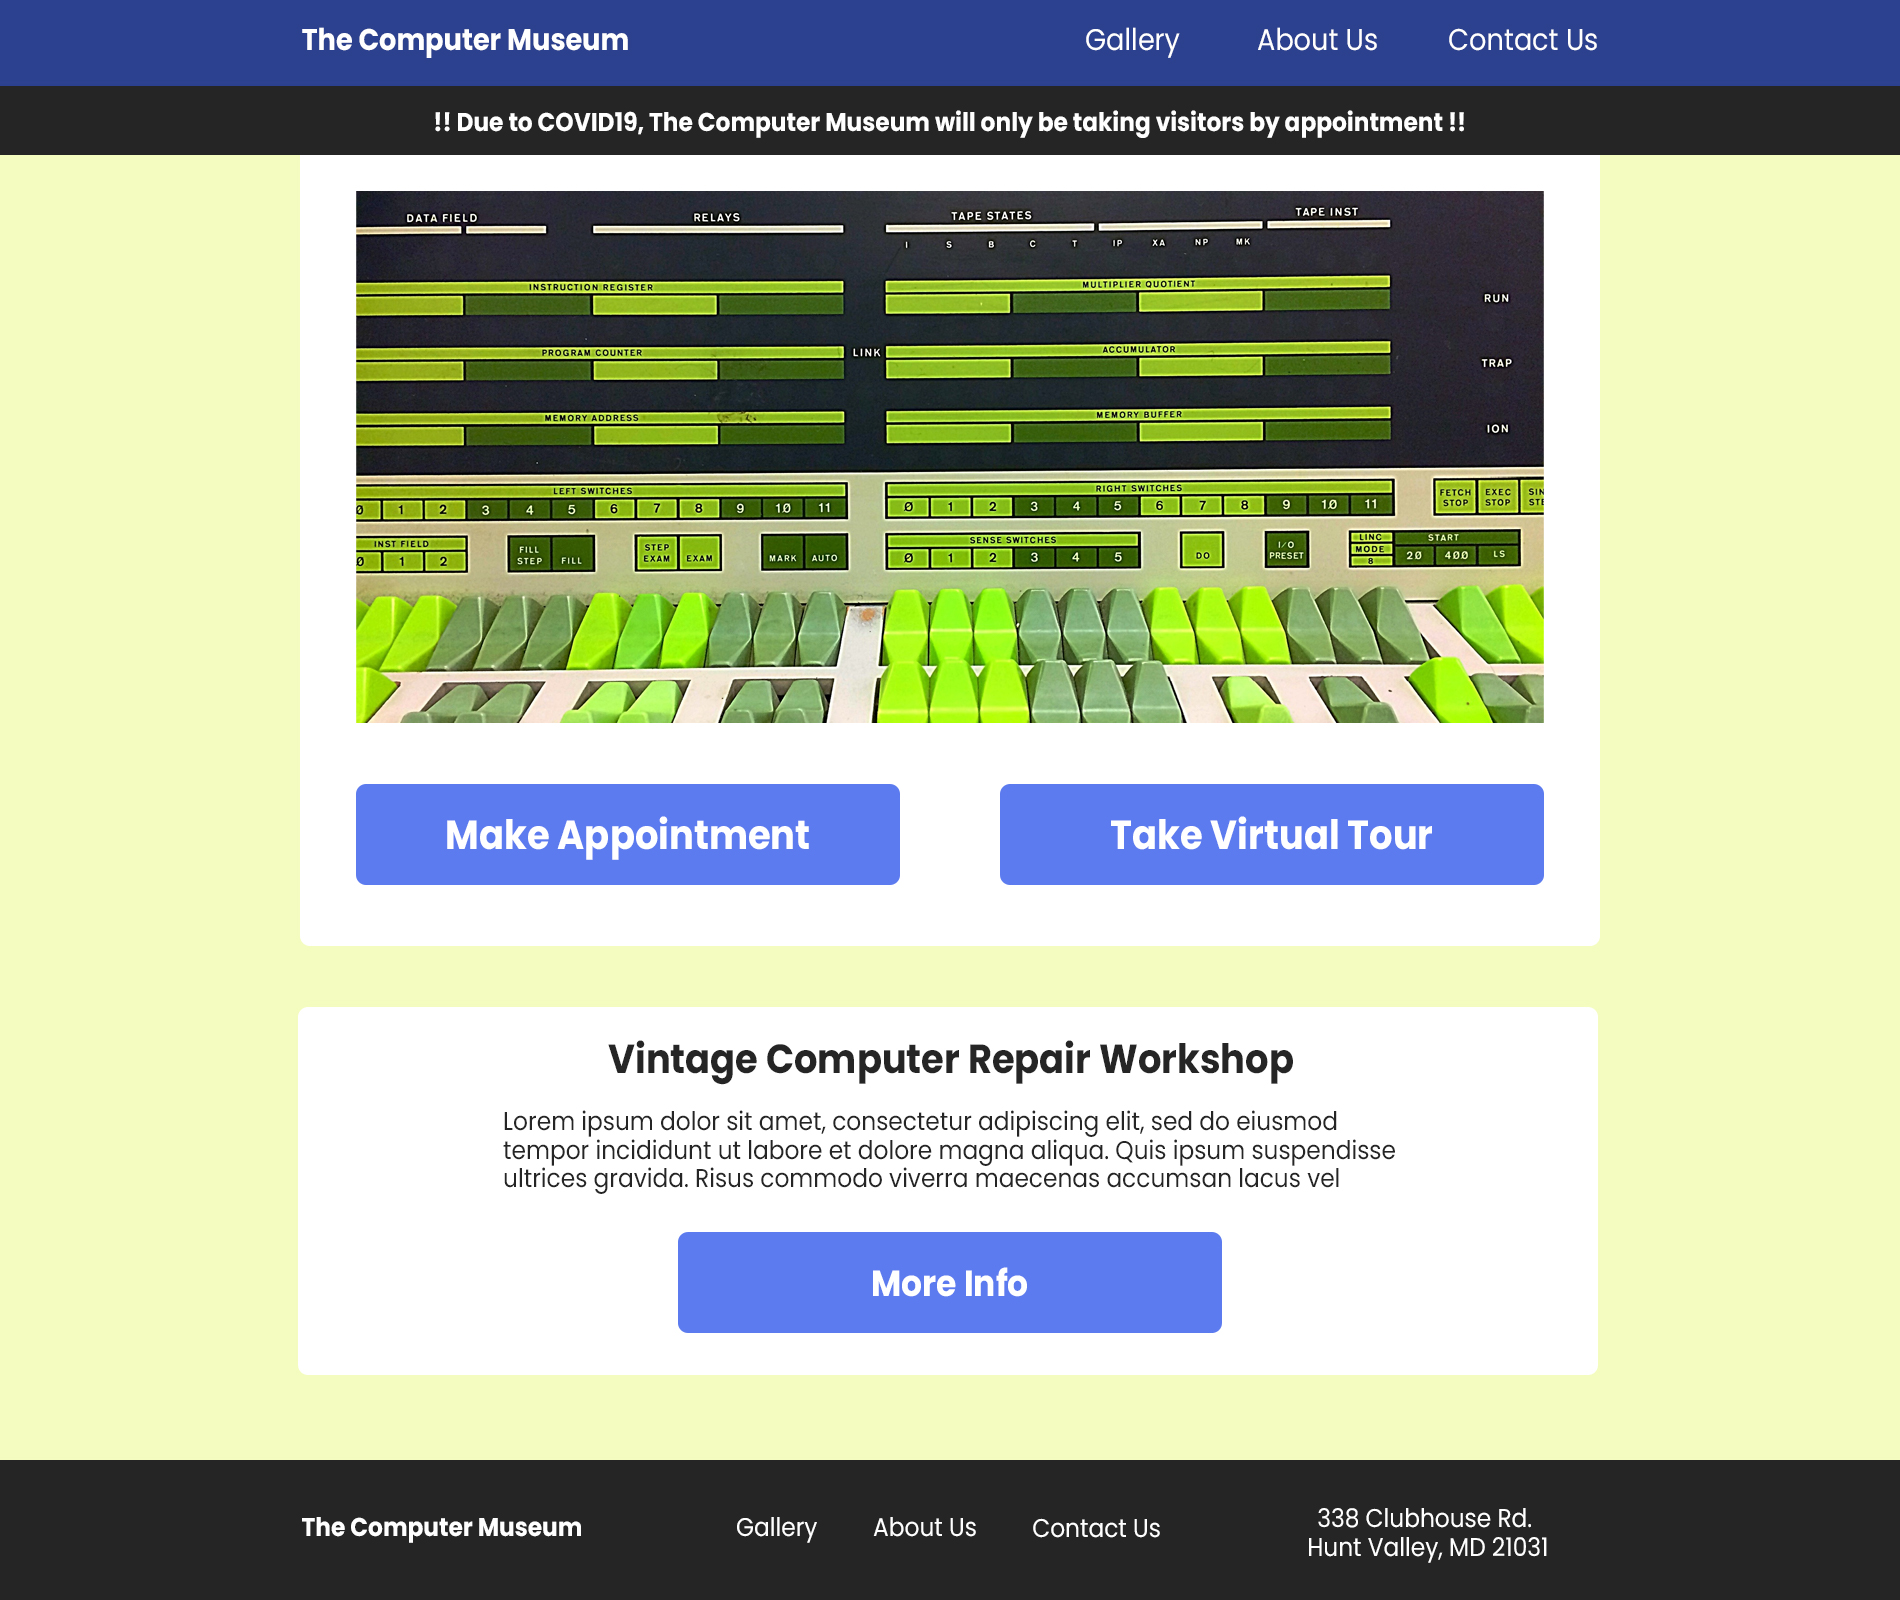 The Computer Museum Gallery About Us Contact Us
!! Due to COVID19, The Computer Museum will only be taking visitors by appointment !!
DATA FIELD RELAYS TAPE STATES TAPE INST
I S B C T IP XA NP MK
INSTRUCTION REGISTER MULTIPLIER QUOTIENT
RUN
PROGRAM COUNTER LINK ACCUMULATOR
TRAP
MEMORY ADDRESS MEMORY BUFFER
ION
LEFT SWITCHES RIGHT SWITCHES
0 1 2 3 4 5 6 7 8 9 10 11 0 1 2 3 4 5 6 7 8 9 10 11
FETCH STOP
EXEC STOP
INST FIELD
0 1 2
FILL STEP
FILL
STEP EXAM
EXAM
MARK AUTO
SENSE SWITCHES
0 1 2 3 4 5
DO
I/O PRESET
LINC MODE 8
START
20 400 LS
Make Appointment Take Virtual Tour
Vintage Computer Repair Workshop
Lorem ipsum dolor sit amet, consectetur adipiscing elit, sed do eiusmod
tempor incididunt ut labore et dolore magna aliqua. Quis ipsum suspendisse
ultrices gravida. Risus commodo viverra maecenas accumsan lacus vel
More Info
The Computer Museum Gallery About Us Contact Us
338 Clubhouse Rd.
Hunt Valley, MD 21031